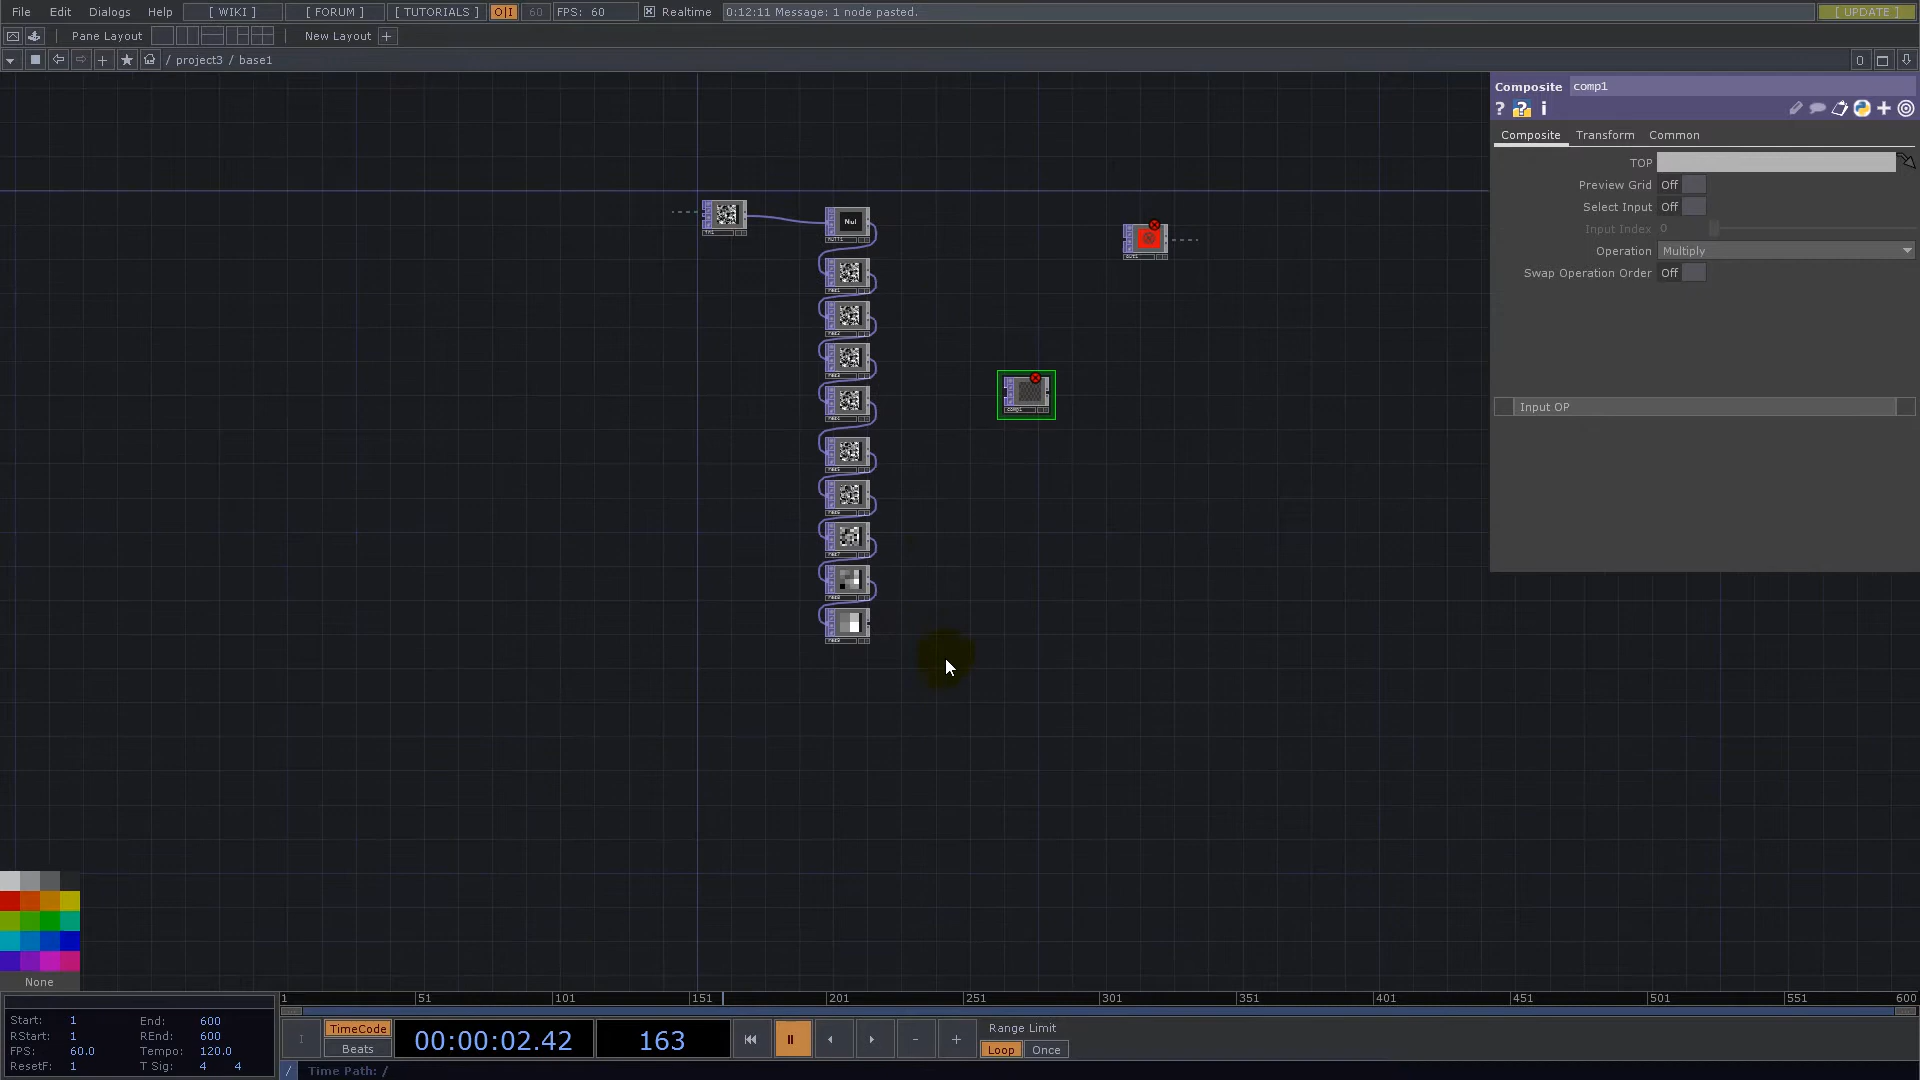 File Edit Dialogs Help [ WIKI ] [ FORUM ] [ TUTORIALS ] O|I 60 FPS: 60 Realtime 0:12:11 Message: 1 node pasted. [ UPDATE ]
Pane Layout New Layout +
/ project3 / base1 0
Composite comp1
? ? i
Composite Transform Common
TOP
Preview Grid Off
Select Input Off
Input Index 0
Operation Multiply
Swap Operation Order Off
Input OP
Nul
comp1
None
1 51 101 151 201 251 301 351 401 451 501 551 600
Start: 1 End: 600
RStart: 1 REnd: 600
FPS: 60.0 Tempo: 120.0
ResetF: 1 T Sig: 4 4
TimeCode
Beats
00:00:02.42 163
Range Limit
Loop Once
/ Time Path: /